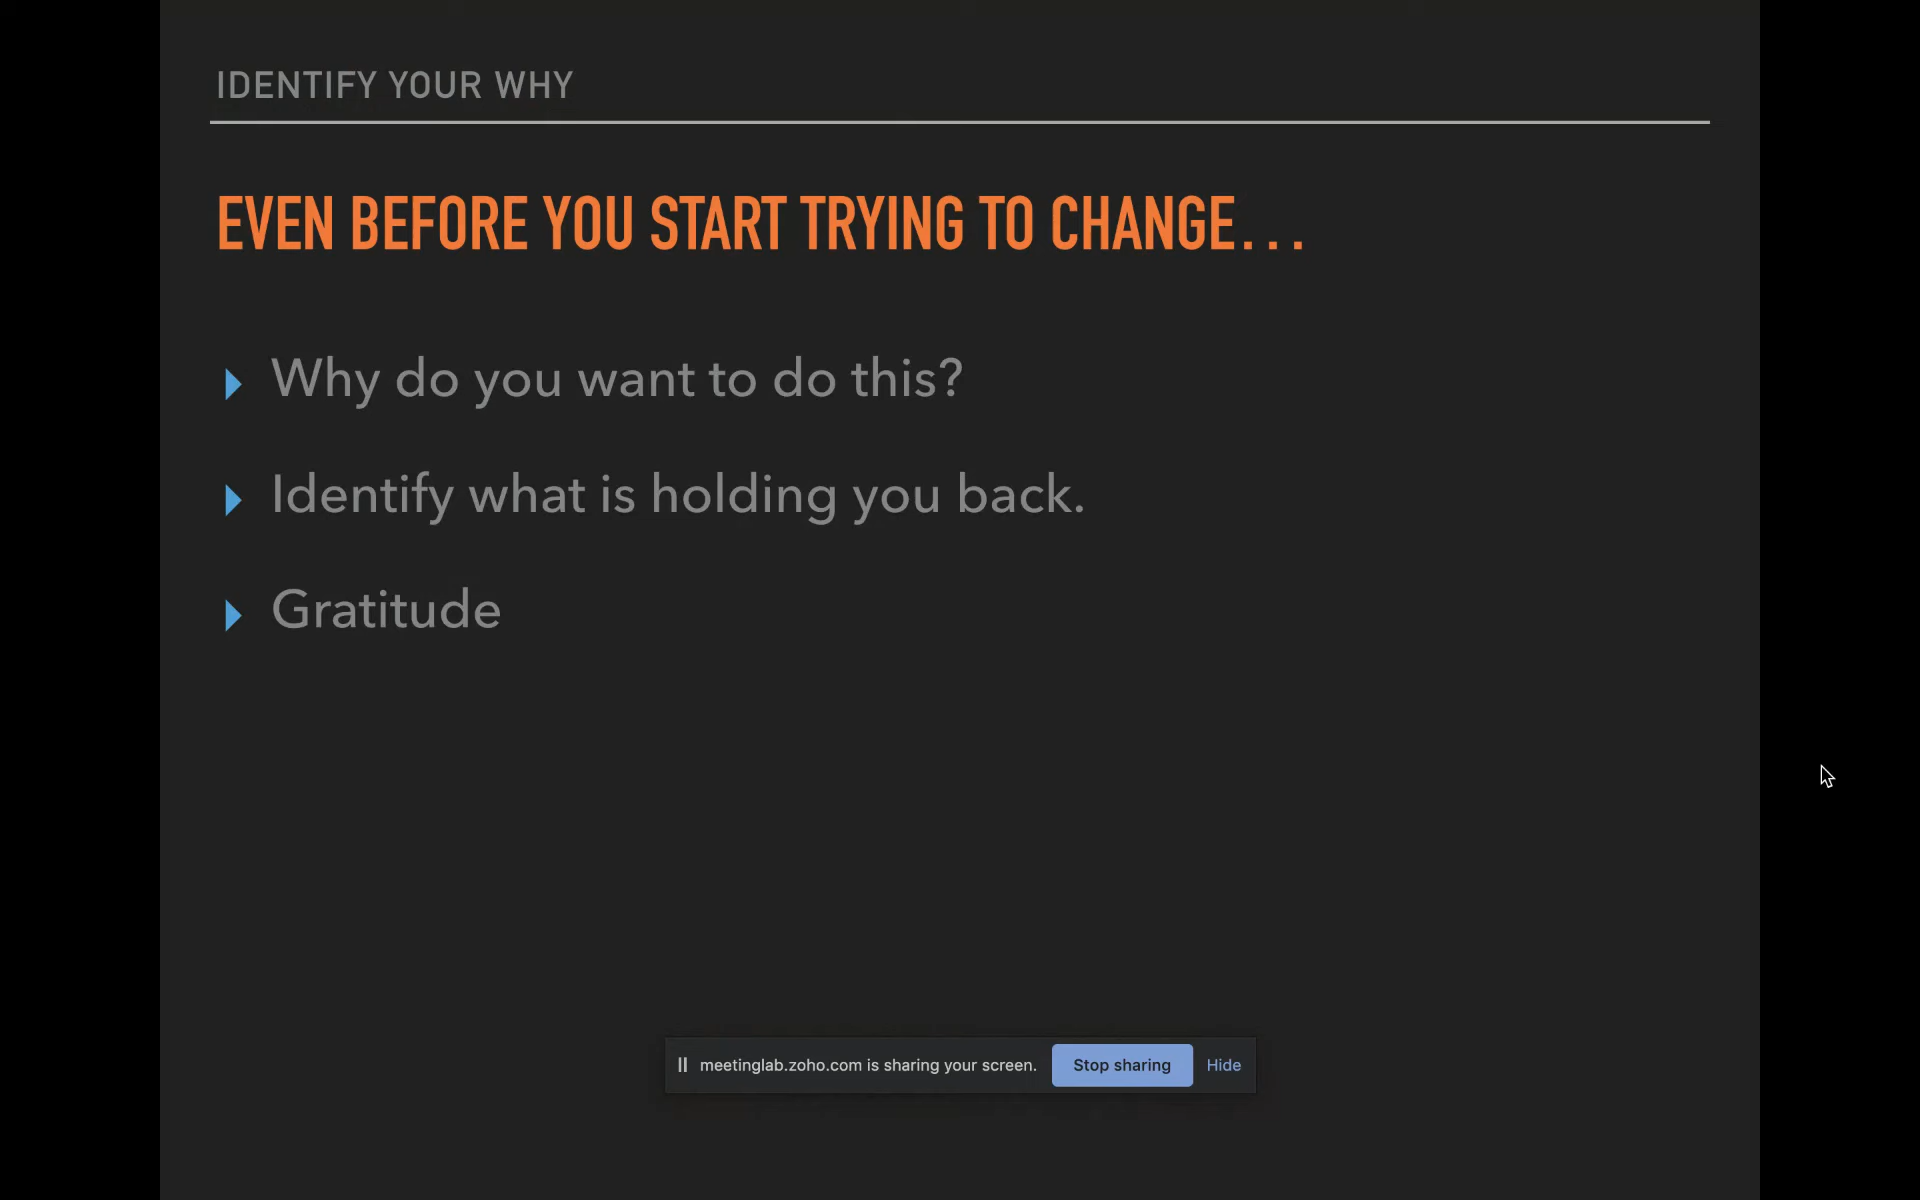 IDENTIFY YOUR WHY
EVEN BEFORE YOU START TRYING TO CHANGE...
Why do you want to do this?
Identify what is holding you back.
Gratitude
meetinglab.zoho.com is sharing your screen. Stop sharing Hide